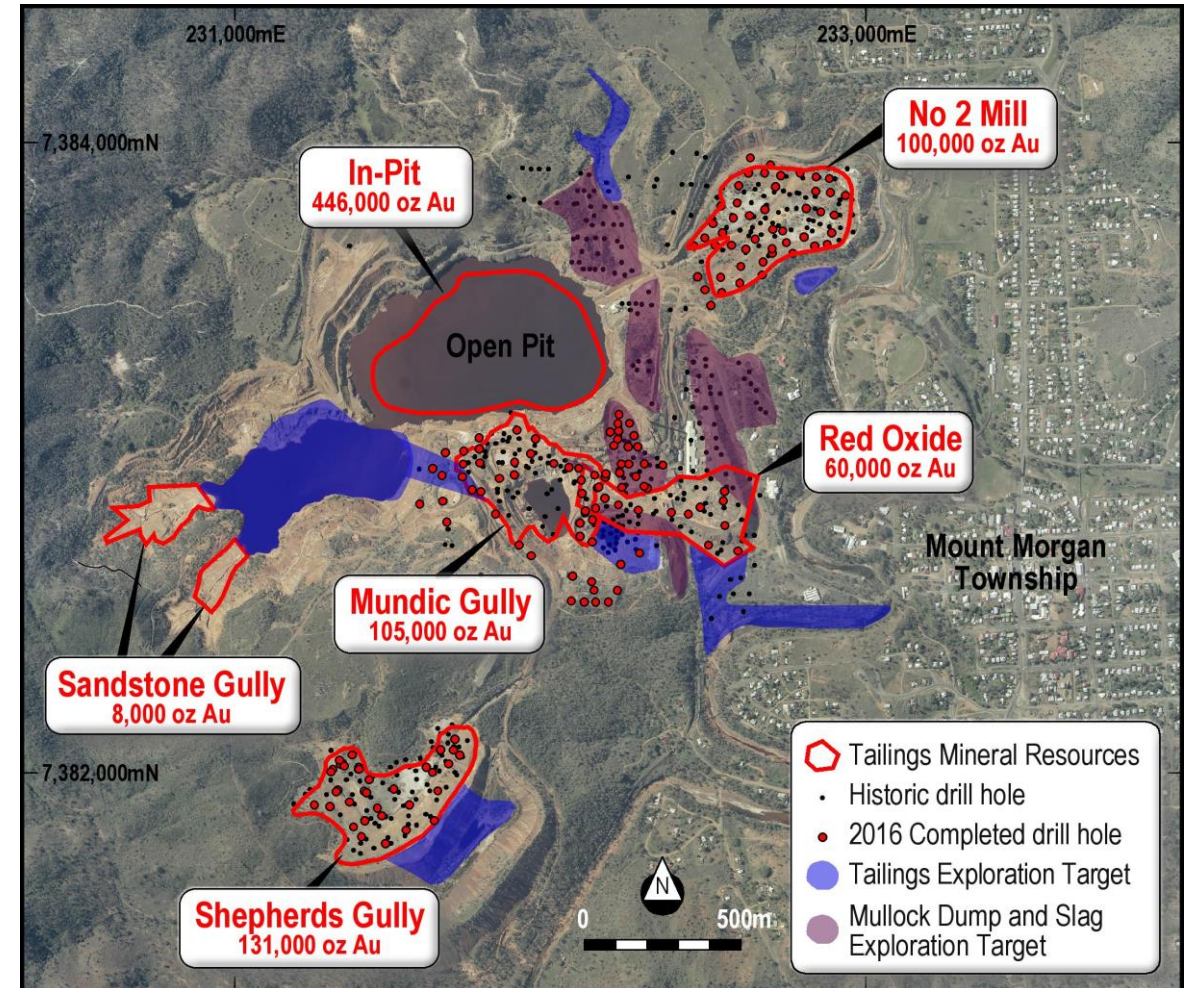 231,000mE
233,000mE
7,384,000mN
No 2 Mill
100,000 oz Au
In-Pit
446,000 oz Au
Open Pit
Red Oxide
60,000 oz Au
Mount Morgan
Township
Mundic Gully
105,000 oz Au
Sandstone Gully
8,000 oz Au
7,382,000mN
Shepherds Gully
131,000 oz Au
N
0
500m
Tailings Mineral Resources
Historic drill hole
2016 Completed drill hole
Tailings Exploration Target
Mullock Dump and Slag
Exploration Target